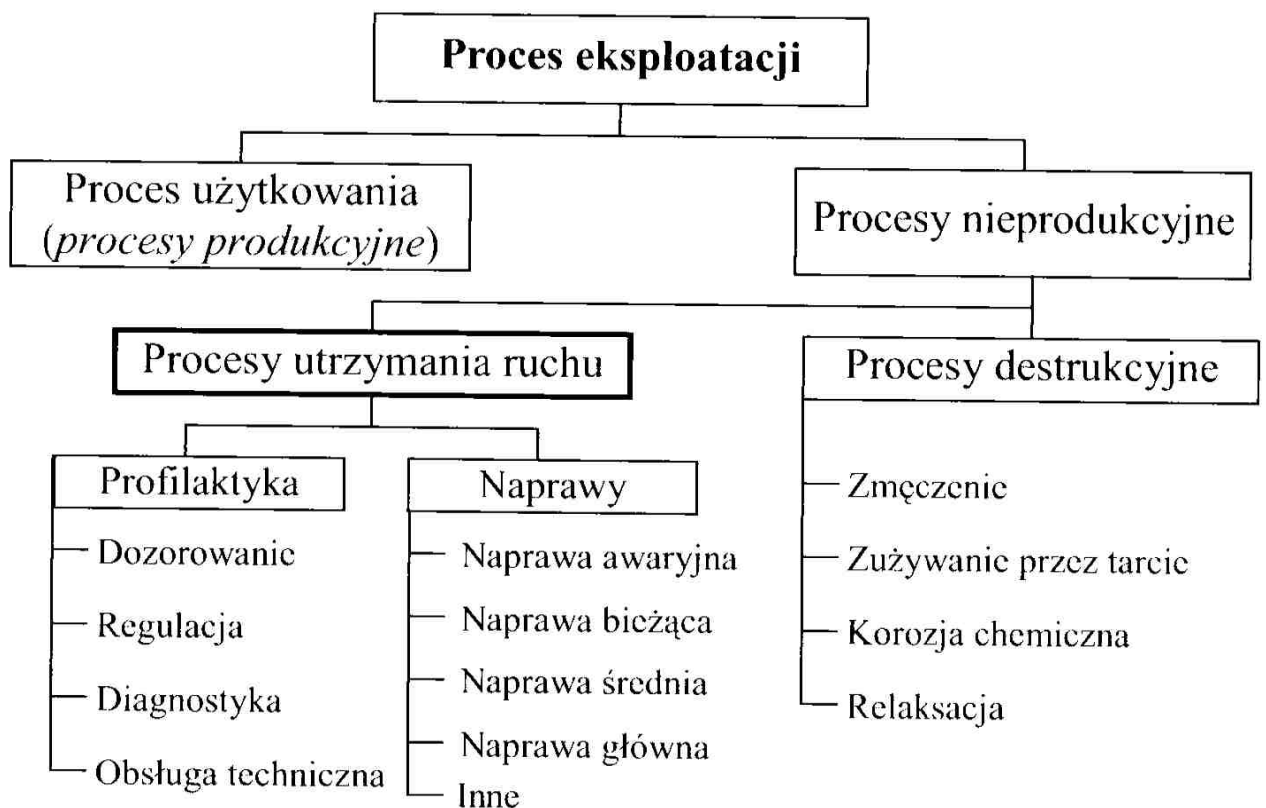 Proces eksploatacji
Proces użytkowania
(procesy produkcyjne)
Procesy nieprodukcyjne
Procesy utrzymania ruchu
Procesy destrukcyjne
Profilaktyka
Dozorowanie
Regulacja
Diagnostyka
Obsługa techniczna
Naprawy
Naprawa awaryjna
Naprawa bieżąca
Naprawa średnia
Naprawa główna
Inne
Zmęczenie
Zużywanie przez tarcie
Korozja chemiczna
Relaksacja